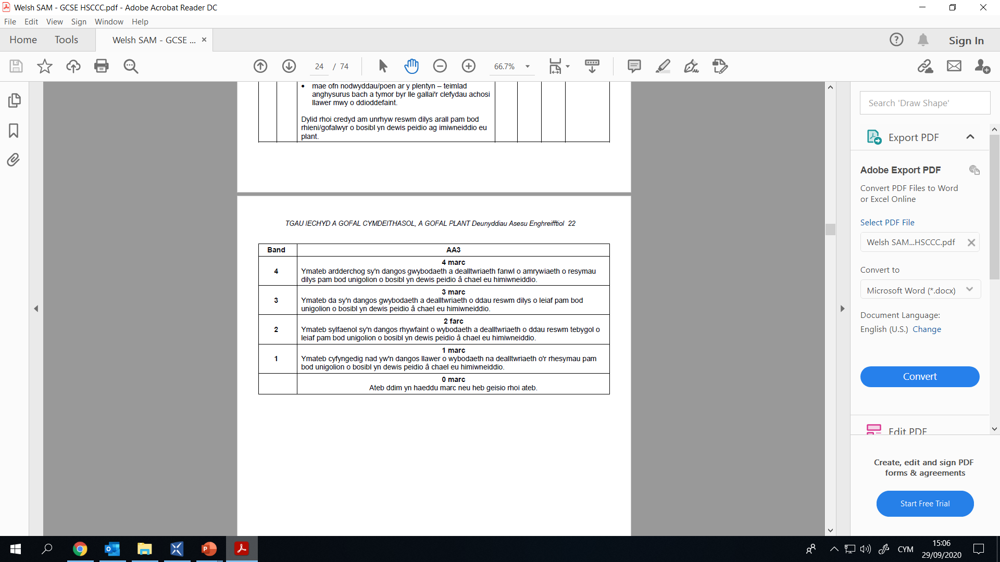 Welsh SAM - GCSE HSCCC.pdf - Adobe Acrobat Reader DC
File Edit View Sign Window Help
Home Tools Welsh SAM - GCSE ... × Sign In
24 / 74 66.7%
• mae ofn nodwyddau/poen ar y plentyn – teimlad
anghysurus bach a tymor byr lle gallai'r clefydau achosi
llawer mwy o ddioddefaint.
Dylid rhoi credyd am unrhyw reswm dilys arall pam bod
rhieni/gofalwyr o bosibl yn dewis peidio ag imiwneiddio eu
plant.
TGAU IECHYD A GOFAL CYMDEITHASOL, A GOFAL PLANT Deunyddiau Asesu Enghreifftiol 22
Band AA3
4 marc
4
Ymateb ardderchog sy'n dangos gwybodaeth a dealltwriaeth fanwl o amrywiaeth o resymau
dilys pam bod unigolion o bosibl yn dewis peidio â chael eu himiwneiddio.
3 marc
3
Ymateb da sy'n dangos gwybodaeth a dealltwriaeth o ddau reswm dilys o leiaf pam bod
unigolion o bosibl yn dewis peidio â chael eu himiwneiddio.
2 farc
2
Ymateb sylfaenol sy'n dangos rhywfaint o wybodaeth a dealltwriaeth o ddau reswm tebygol o
leiaf pam bod unigolion o bosibl yn dewis peidio â chael eu himiwneiddio.
1 marc
1
Ymateb cyfyngedig nad yw'n dangos llawer o wybodaeth na dealltwriaeth o'r rhesymau pam
bod unigolion o bosibl yn dewis peidio â chael eu himiwneiddio.
0 marc
Ateb ddim yn haeddu marc neu heb geisio rhoi ateb.
Search 'Draw Shape'
Export PDF
Adobe Export PDF
Convert PDF Files to Word
or Excel Online
Select PDF File
Welsh SAM...HSCCC.pdf
Convert to
Microsoft Word (*.docx)
Document Language:
English (U.S.) Change
Convert
Edit PDF
Create, edit and sign PDF
forms & agreements
Start Free Trial
CYM
15:06
29/09/2020